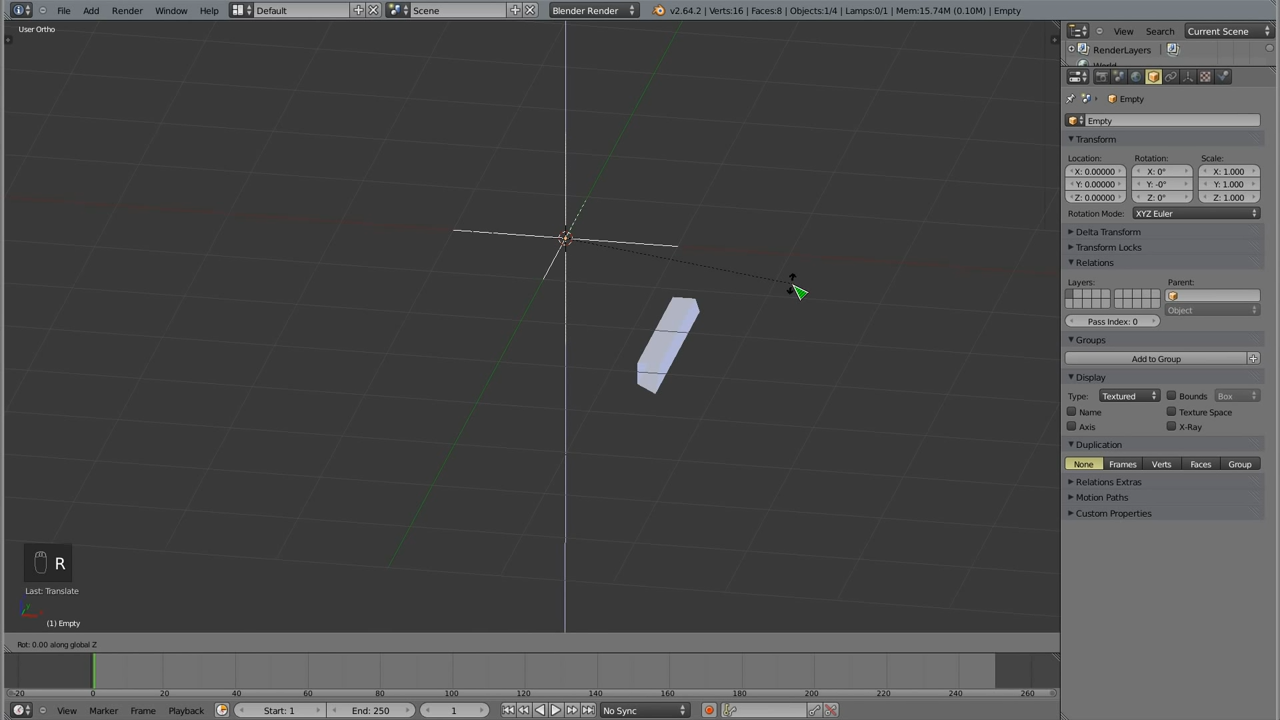 File Add Render Window Help Default Scene Blender Render v2.64.2 | Verts:16 | Faces:8 | Objects:1/4 | Lamps:0/1 | Mem:15.74M (0.10M) | Empty
User Ortho
View Search Current Scene
RenderLayers
World
Empty
Empty
Transform
Location: Rotation: Scale:
X: 0.00000 X: 0° X: 1.000
Y: 0.00000 Y: -0° Y: 1.000
Z: 0.00000 Z: 0° Z: 1.000
Rotation Mode: XYZ Euler
Delta Transform
Transform Locks
Relations
Layers: Parent:
Object
Pass Index: 0
Groups
Add to Group
Display
Type: Textured Bounds Box
Name Texture Space
Axis X-Ray
Duplication
None Frames Verts Faces Group
Relations Extras
Motion Paths
Custom Properties
R
Last: Translate
(1) Empty
Rot: 0.00 along global Z
-20 0 20 40 60 80 100 120 140 160 180 200 220 240 260
View Marker Frame Playback Start: 1 End: 250 1 No Sync